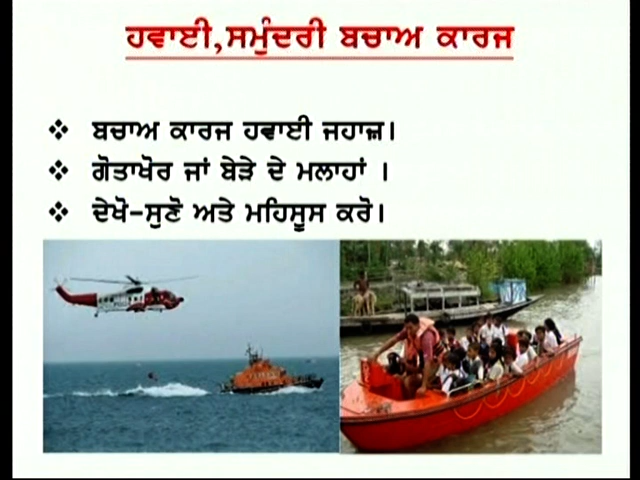 ਹਵਾਈ,ਸਮੁੰਦਰੀ ਬਚਾਅ ਕਾਰਜ
❖ ਬਚਾਅ ਕਾਰਜ ਹਵਾਈ ਜਹਾਜ਼।
❖ ਗੋਤਾਖੋਰ ਜਾਂ ਬੇੜੇ ਦੇ ਮਲਾਹਾਂ ।
❖ ਦੇਖੋ-ਸੁਣੋ ਅਤੇ ਮਹਿਸੂਸ ਕਰੋ।